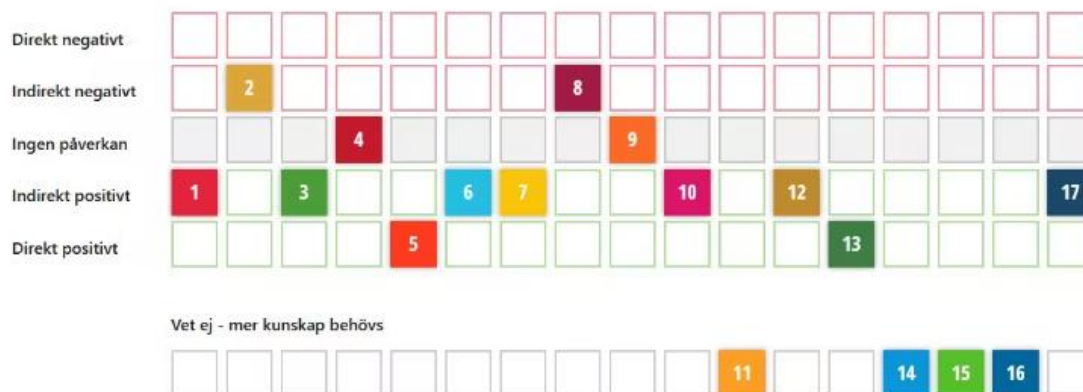 Direkt negativt
Indirekt negativt 2 8
Ingen påverkan 4 9
Indirekt positivt 1 3 6 7 10 12 17
Direkt positivt 5 13
Vet ej - mer kunskap behövs
11 14 15 16